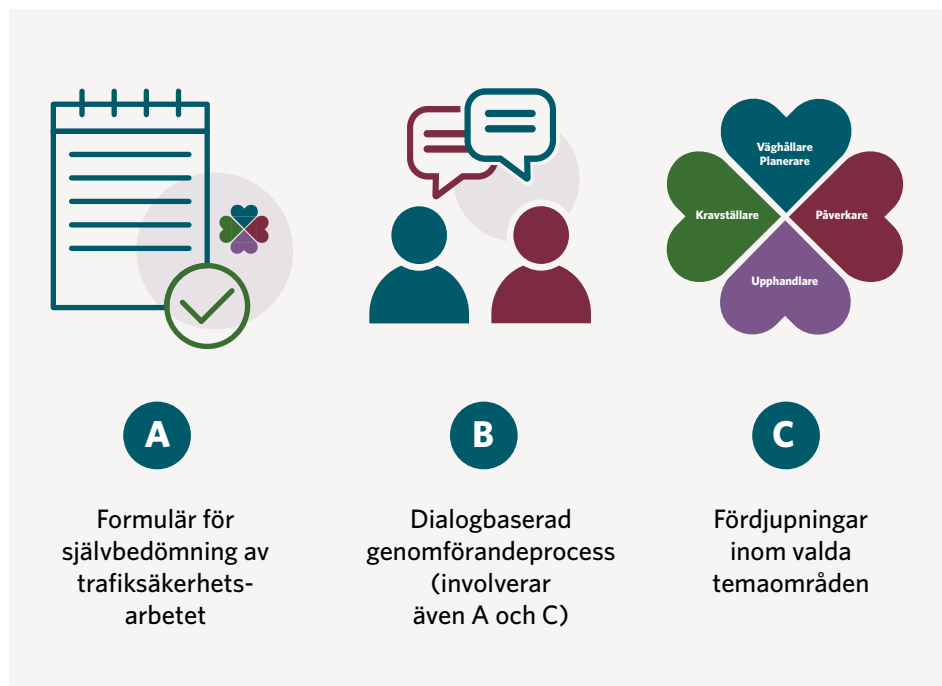 Väghållare
Planerare
Kravställare
Påverkare
Upphandlare
A
Formulär för
självbedömning av
trafiksäkerhets-
arbetet
B
Dialogbaserad
genomförandeprocess
(involverar
även A och C)
C
Fördjupningar
inom valda
temaområden